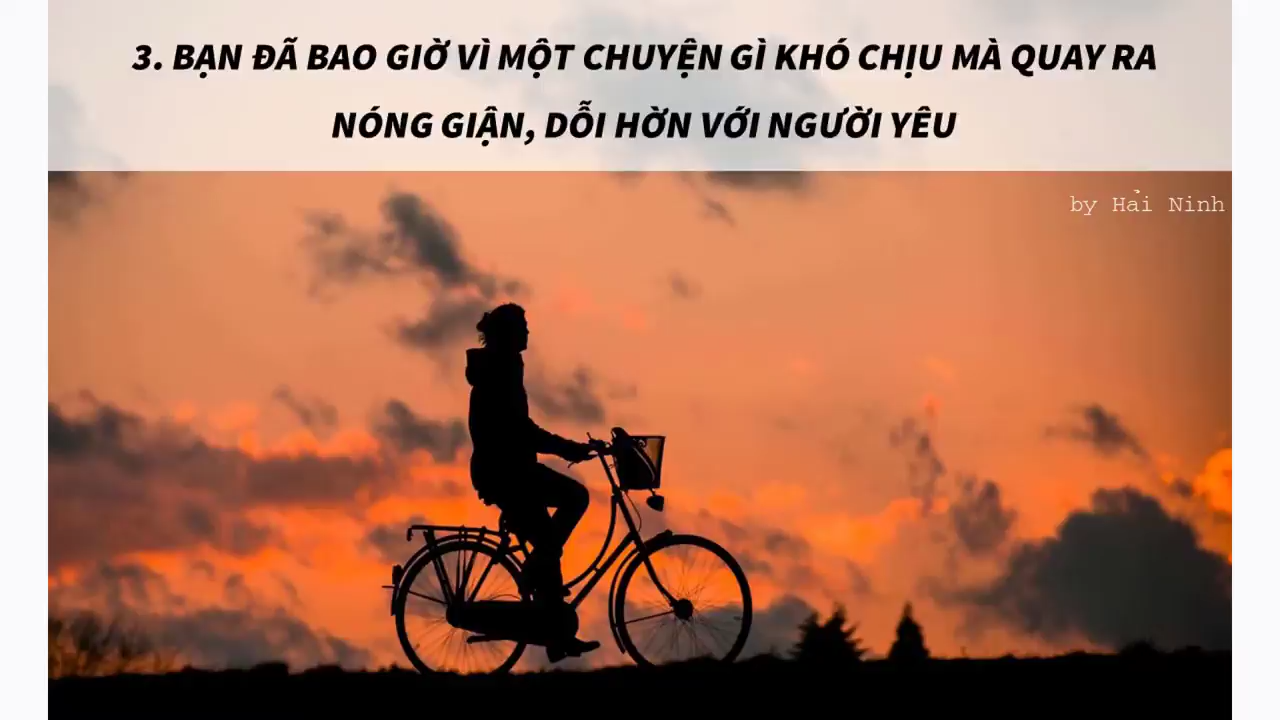 3. BẠN ĐÃ BAO GIỜ VÌ MỘT CHUYỆN GÌ KHÓ CHỊU MÀ QUAY RA
NÓNG GIẬN, DỖI HỜN VỚI NGƯỜI YÊU
by Hải Ninh